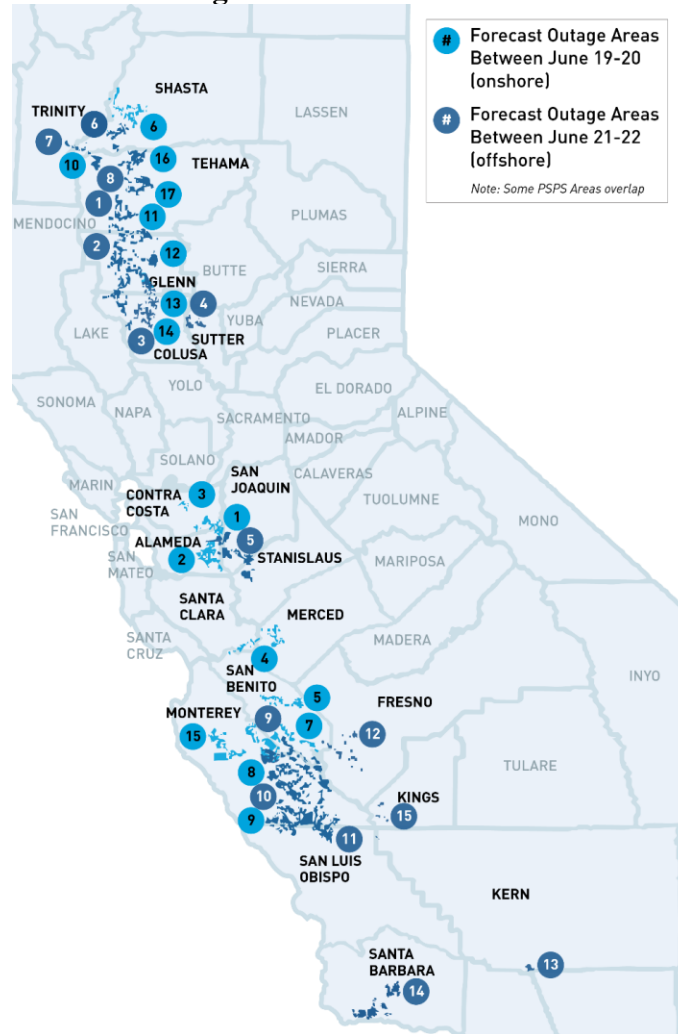 #
Forecast Outage Areas
Between June 19-20
(onshore)
#
Forecast Outage Areas
Between June 21-22
(offshore)
Note: Some PSPS Areas overlap
SHASTA
LASSEN
TRINITY
6
6
7
10
16
TEHAMA
8
17
1
11
PLUMAS
MENDOCINO
2
12
BUTTE
SIERRA
GLENN
NEVADA
13
4
YUBA
LAKE
14
PLACER
3
SUTTER
COLUSA
YOLO
EL DORADO
SONOMA
NAPA
ALPINE
SACRAMENTO
AMADOR
SOLANO
SAN
JOAQUIN
CALAVERAS
MARIN
CONTRA
COSTA
3
TUOLUMNE
SAN
FRANCISCO
1
MONO
ALAMEDA
5
2
STANISLAUS
SAN
MATEO
MARIPOSA
SANTA
CLARA
MERCED
SANTA
CRUZ
MADERA
4
INYO
SAN
BENITO
5
FRESNO
MONTEREY
9
7
12
15
TULARE
8
10
KINGS
15
9
11
SAN LUIS
OBISPO
KERN
SANTA
BARBARA
13
14